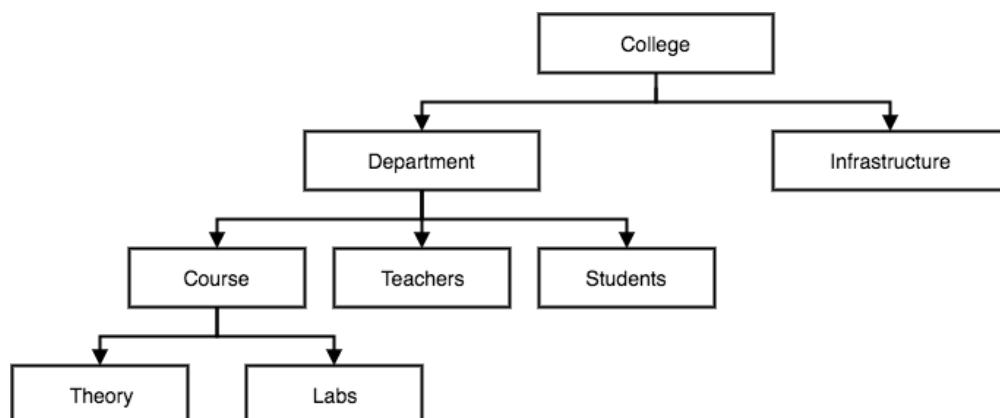 College
Department
Infrastructure
Course
Teachers
Students
Theory
Labs